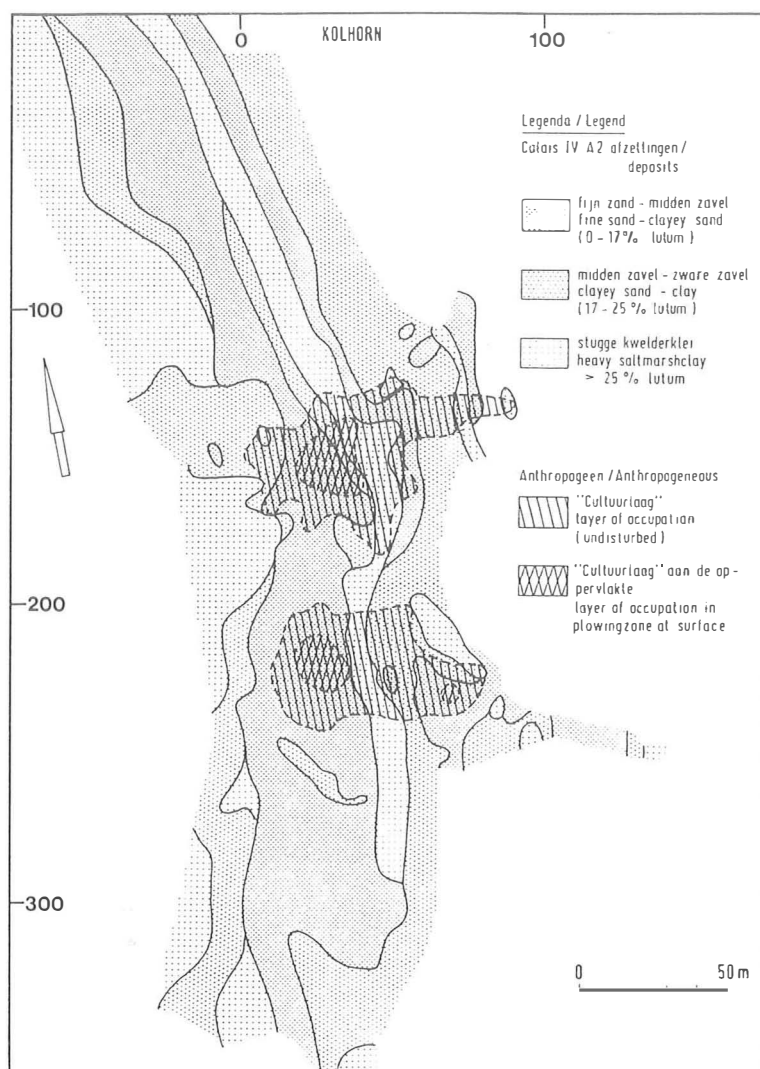 0
KOLHORN
100
Legenda / Legend
Calais IV A2 afzettingen /
deposits
fijn zand - midden zavel
fine sand - clayey sand
(0 - 17 % lutum)
midden zavel - zware zavel
clayey sand - clay
(17 - 25 % lutum)
stugge kwelderklei
heavy saltmarshclay
> 25 % lutum
Anthropogeen / Anthropogeneous
"Cultuurlaag"
layer of occupation
(undisturbed)
"Cultuurlaag" aan de op-
pervlakte
layer of occupation in
plowingzone at surface
-100
-200
-300
0
50 m